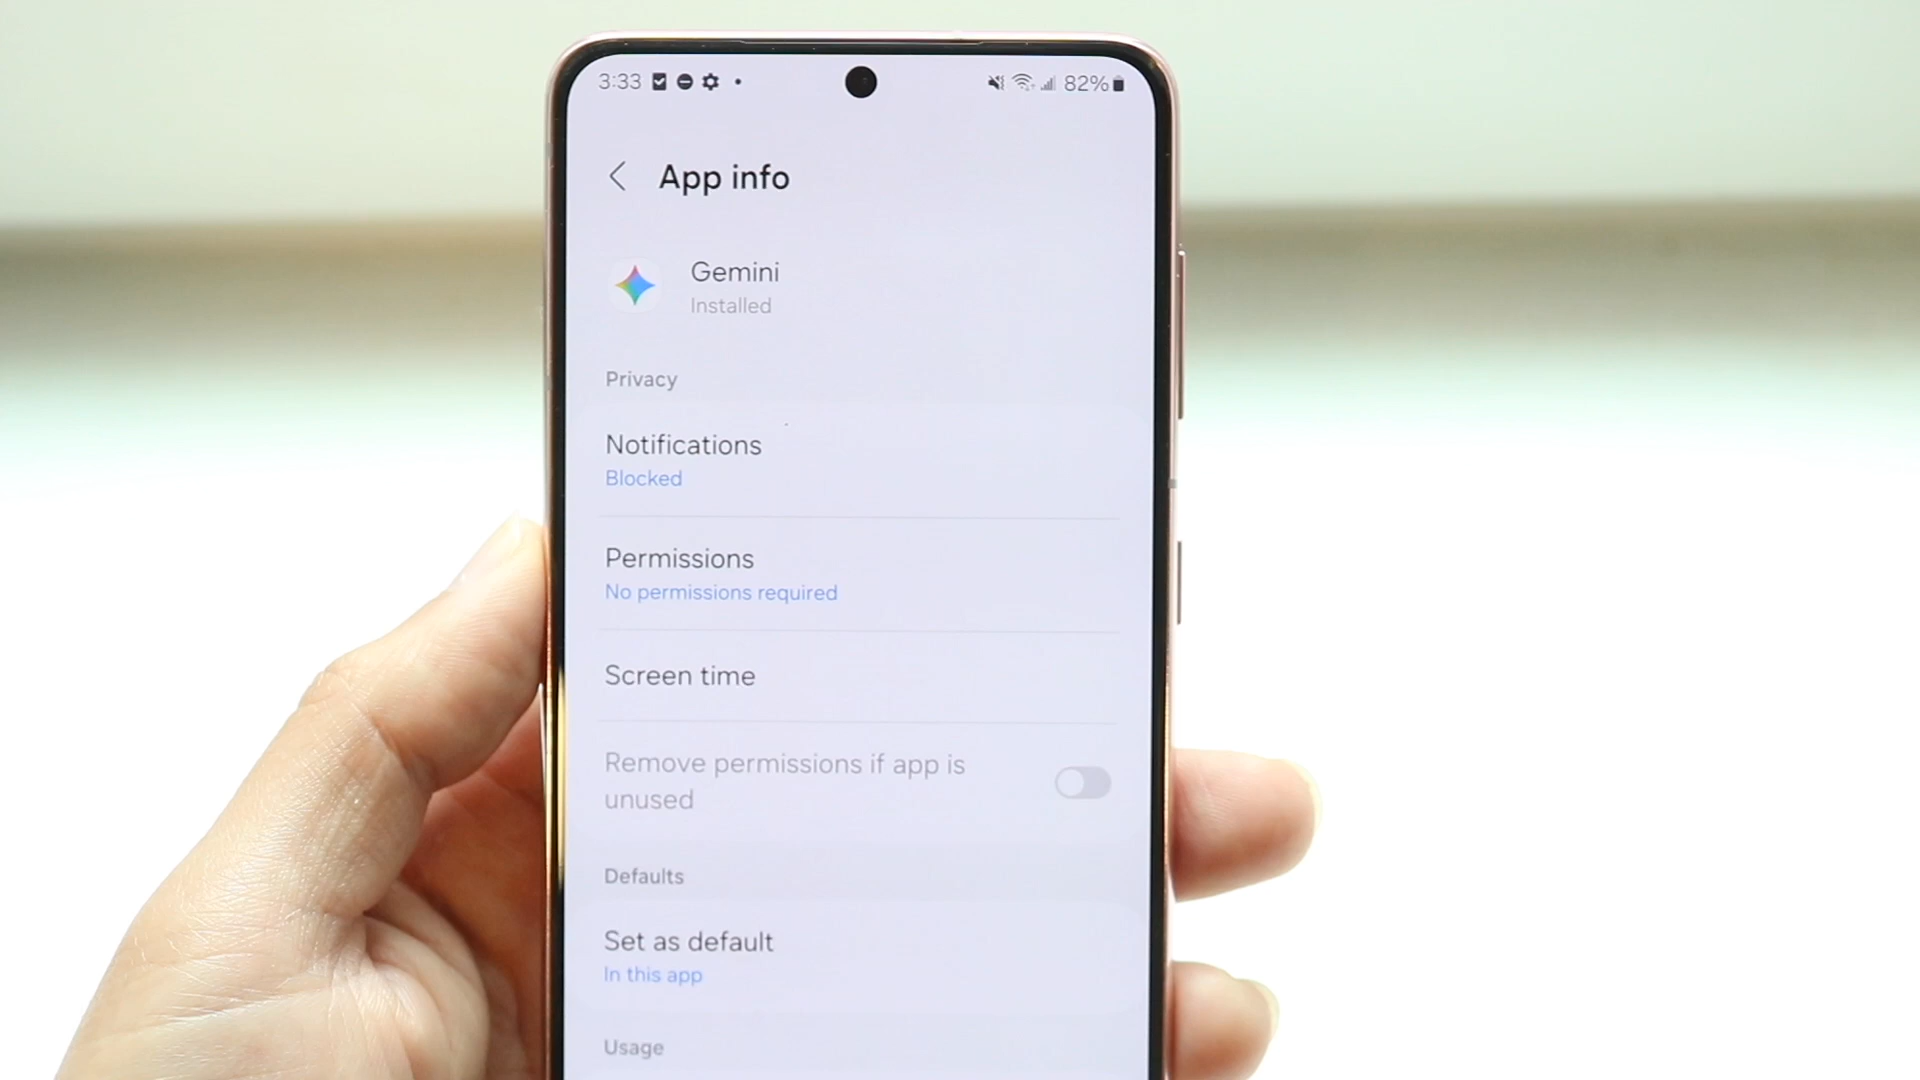 3:33
82%
App info
Gemini
Installed
Privacy
Notifications
Blocked
Permissions
No permissions required
Screen time
Remove permissions if app is
unused
Defaults
Set as default
In this app
Usage